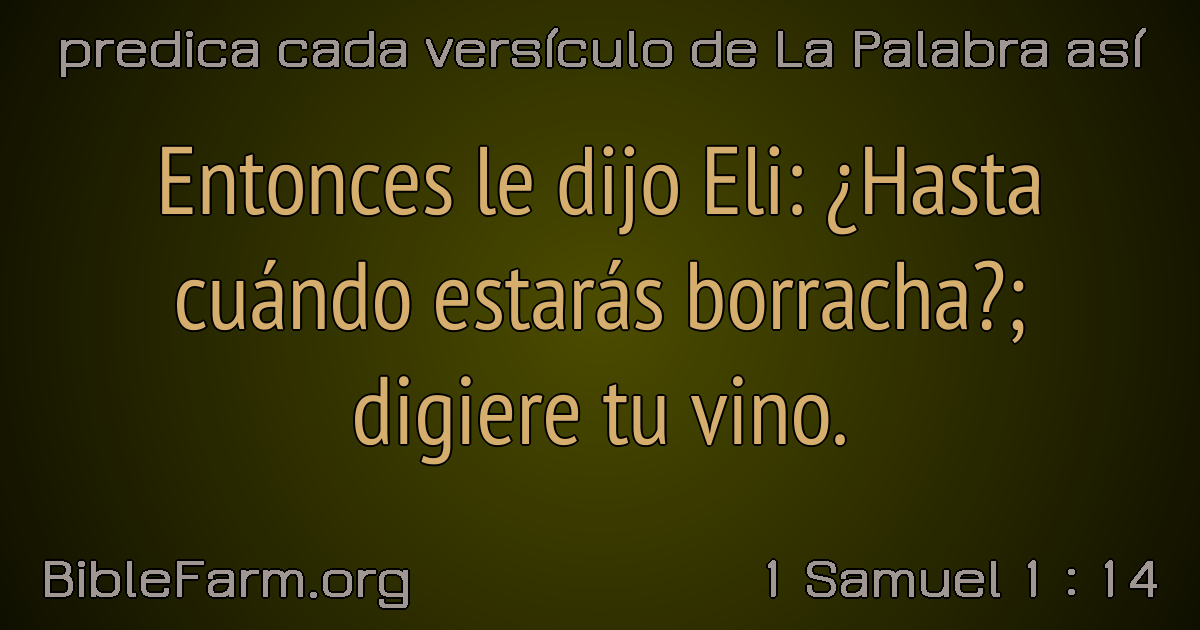 predica cada versículo de La Palabra así
Entonces le dijo Eli: ¿Hasta
cuándo estarás borracha?;
digiere tu vino.
BibleFarm.org
1 Samuel 1 : 14